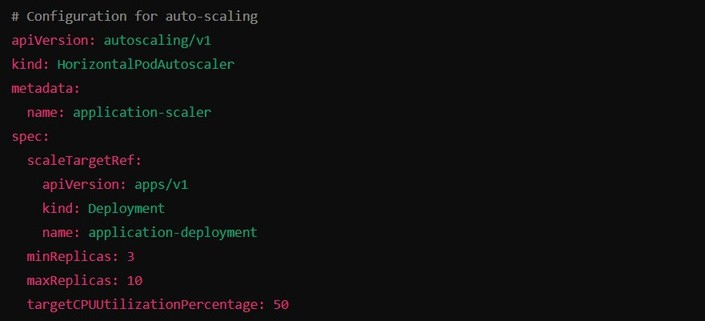 # Configuration for auto-scaling
apiVersion: autoscaling/v1
kind: HorizontalPodAutoscaler
metadata:
  name: application-scaler
spec:
  scaleTargetRef:
    apiVersion: apps/v1
    kind: Deployment
    name: application-deployment
  minReplicas: 3
  maxReplicas: 10
  targetCPUUtilizationPercentage: 50